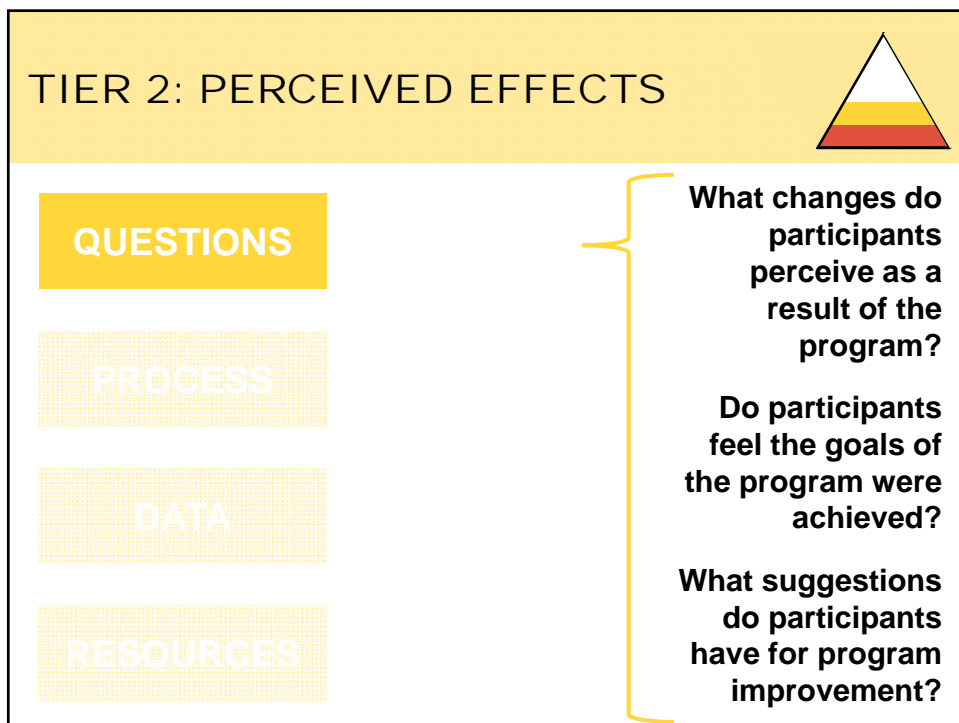 TIER 2: PERCEIVED EFFECTS
QUESTIONS
PROCESS
DATA
RESOURCES
What changes do
participants
perceive as a
result of the
program?
Do participants
feel the goals of
the program were
achieved?
What suggestions
do participants
have for program
improvement?